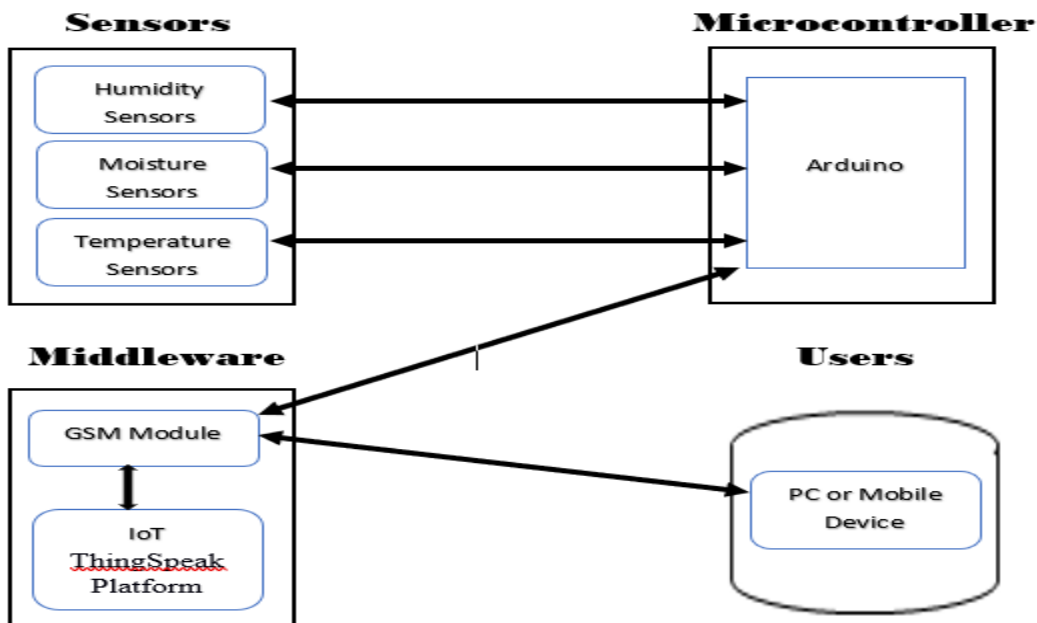 Sensors
Microcontroller
Humidity
Sensors
Moisture
Sensors
Temperature
Sensors
Arduino
Middleware
Users
GSM Module
IoT
ThingSpeak
Platform
PC or Mobile
Device